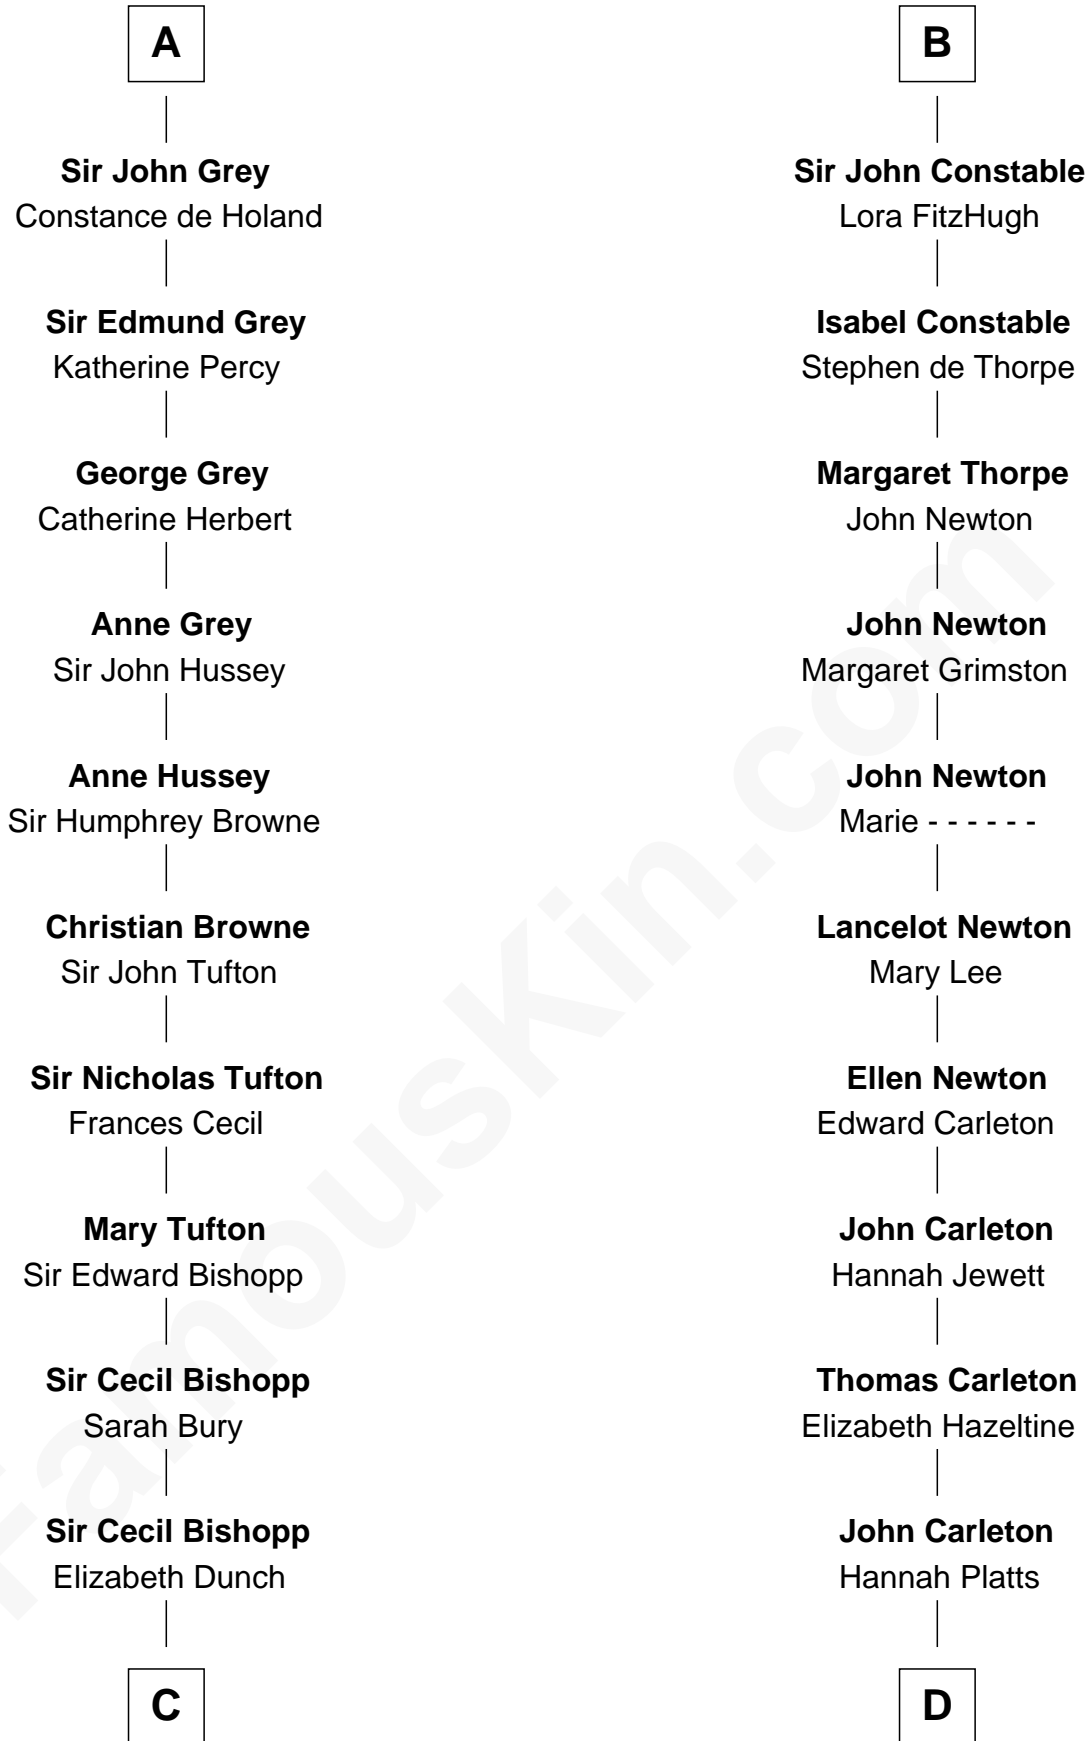 A
Sir John Grey
Constance de Holand
Sir Edmund Grey
Katherine Percy
George Grey
Catherine Herbert
Anne Grey
Sir John Hussey
Anne Hussey
Sir Humphrey Browne
Christian Browne
Sir John Tufton
Sir Nicholas Tufton
Frances Cecil
Mary Tufton
Sir Edward Bishopp
Sir Cecil Bishopp
Sarah Bury
Sir Cecil Bishopp
Elizabeth Dunch
C
B
Sir John Constable
Lora FitzHugh
Isabel Constable
Stephen de Thorpe
Margaret Thorpe
John Newton
John Newton
Margaret Grimston
John Newton
Marie - - - - - -
Lancelot Newton
Mary Lee
Ellen Newton
Edward Carleton
John Carleton
Hannah Jewett
Thomas Carleton
Elizabeth Hazeltine
John Carleton
Hannah Platts
D
FamousKin.com